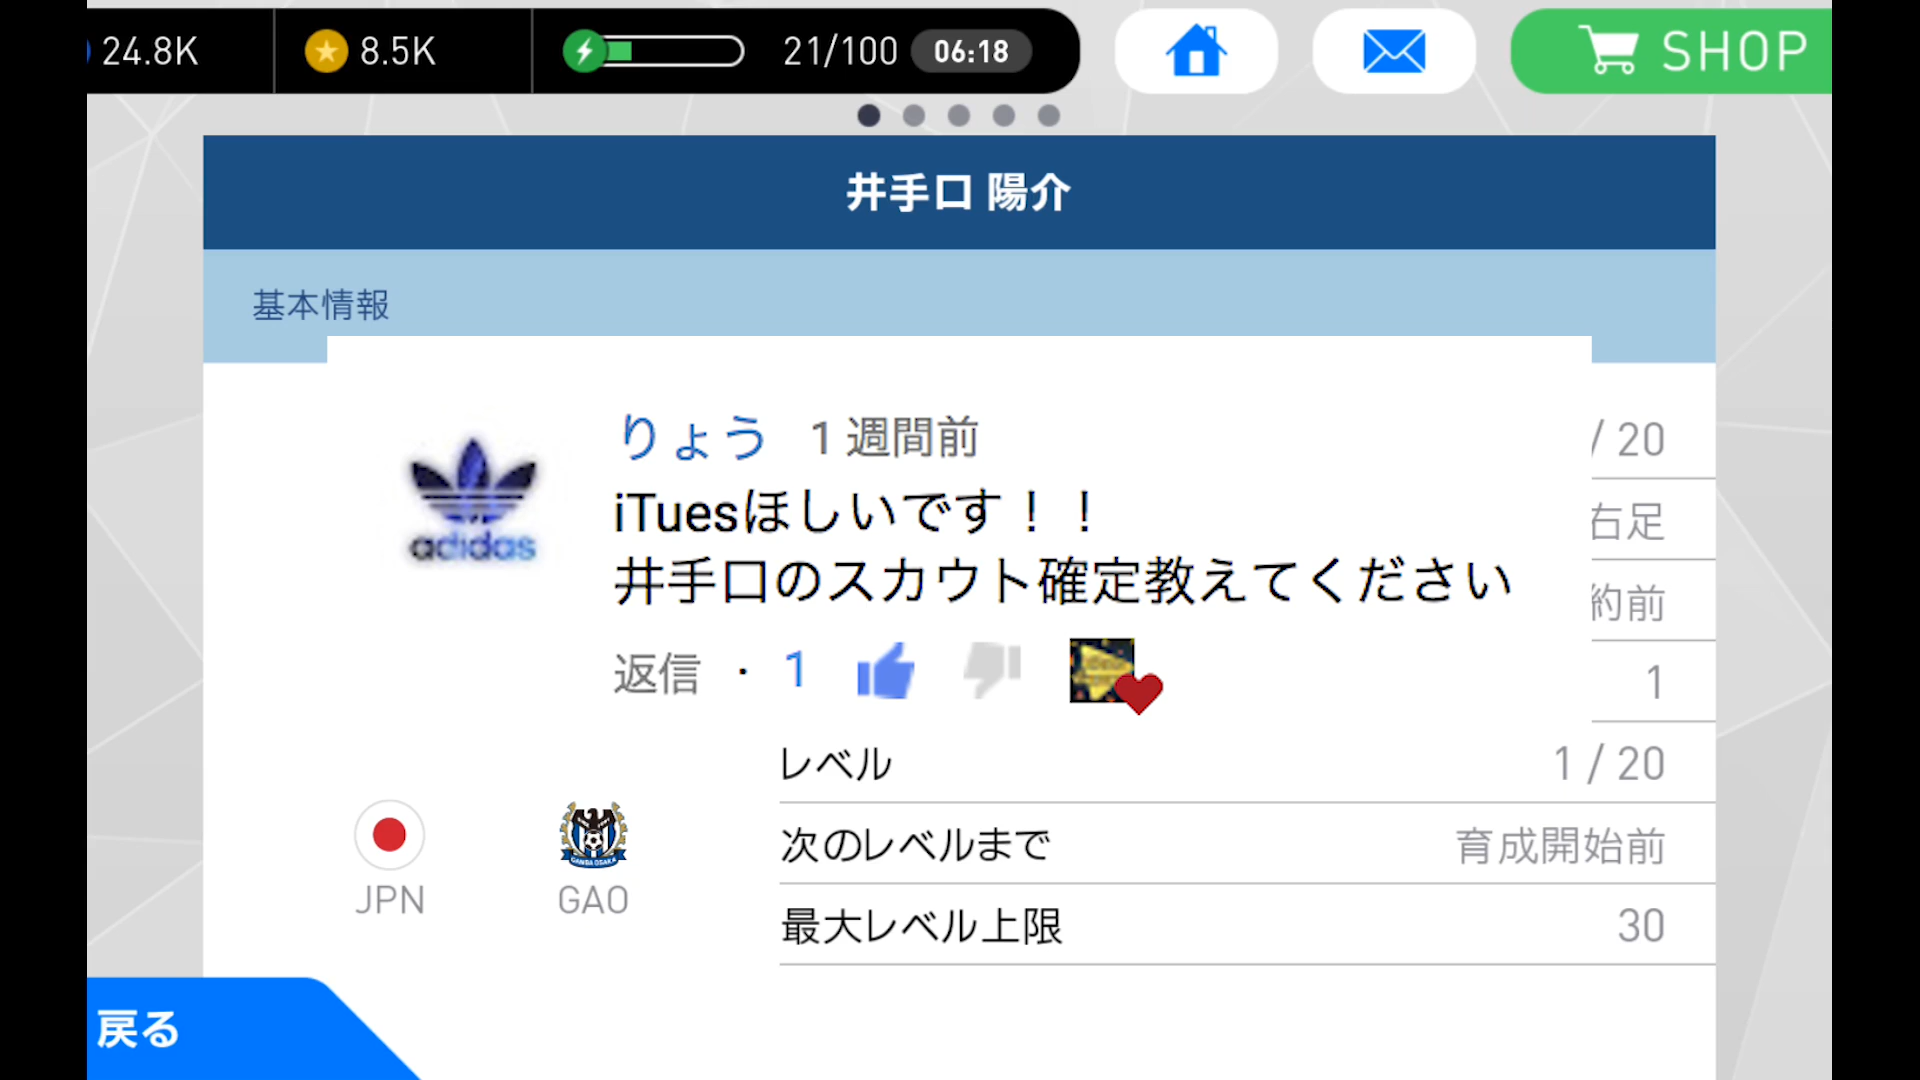 24.8K
8.5K
21/100
06:18
SHOP
井手口 陽介
基本情報
/ 20
右足
約前
1
りょう 1 週間前
iTuesほしいです！！
井手口のスカウト確定教えてください
返信 ・ 1
adidas
レベル 1 / 20
次のレベルまで 育成開始前
最大レベル上限 30
GAMBA OSAKA
JPN
GAO
戻る